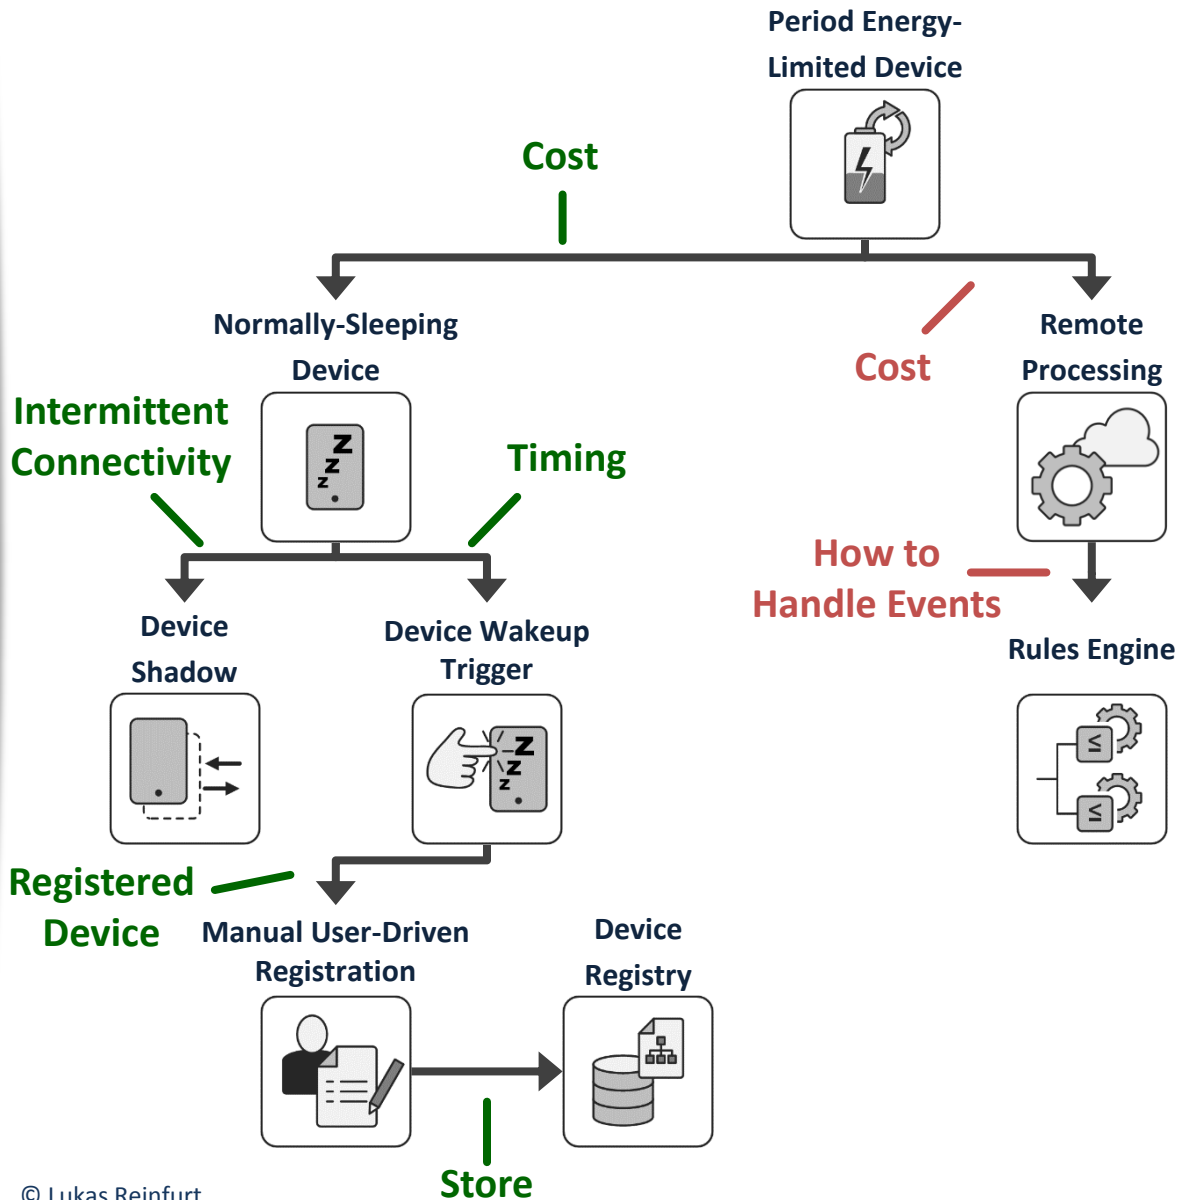 Period Energy-
Limited Device
Cost
Normally-Sleeping
Device
Cost
Remote
Processing
Intermittent
Connectivity
Timing
z
z
z
How to
Handle Events
Device
Shadow
Device Wakeup
Trigger
Rules Engine
z
z
z
≤
≤
Registered
Device
Manual User-Driven
Registration
Device
Registry
Store
© Lukas Reinfurt